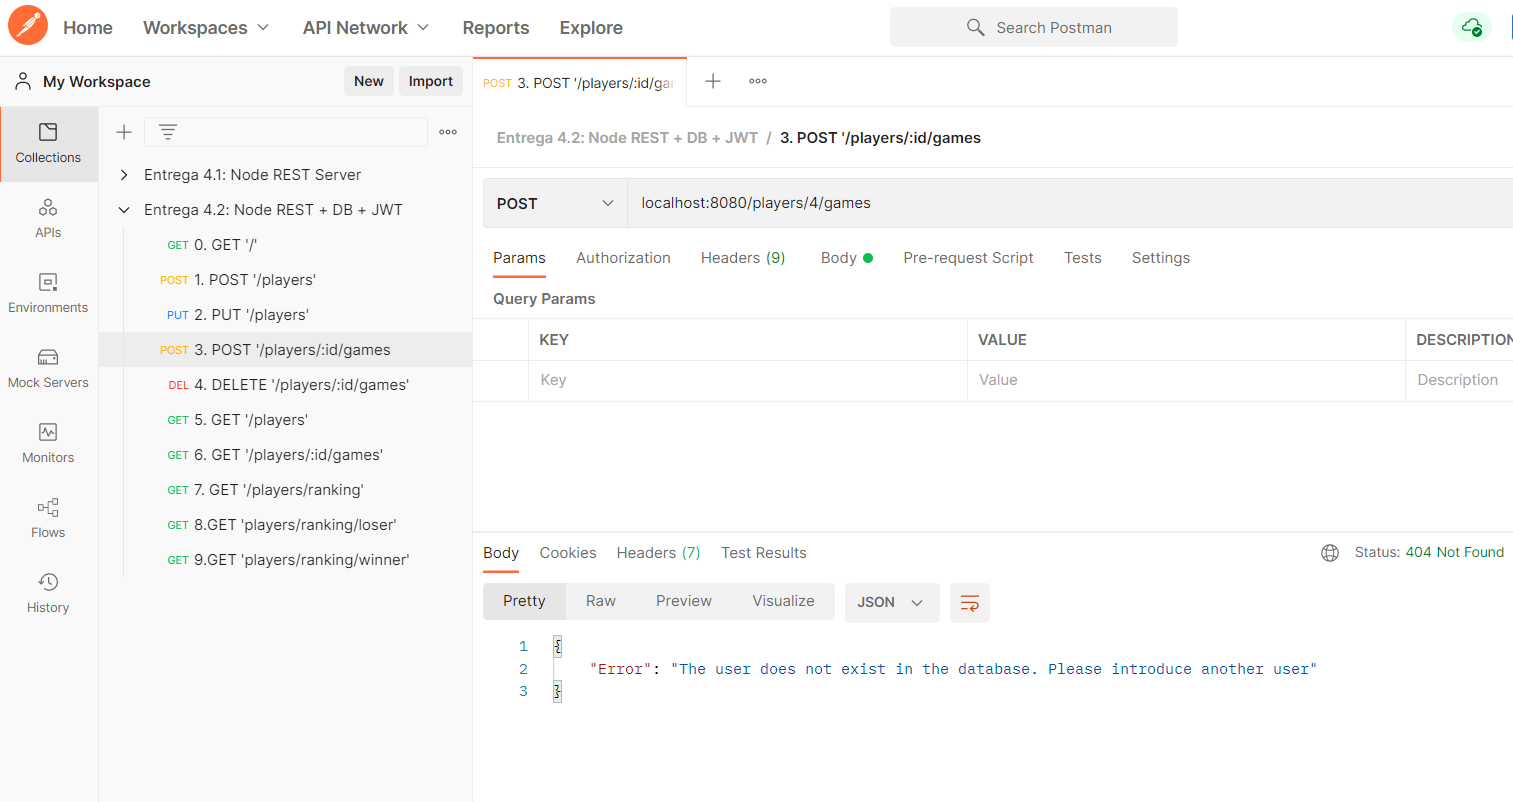 Home Workspaces API Network Reports Explore Search Postman
My Workspace New Import
POST 3. POST '/players/:id/gar
Collections
APIs
Environments
Mock Servers
Monitors
Flows
History
Entrega 4.1: Node REST Server
Entrega 4.2: Node REST + DB + JWT
GET 0. GET '/'
POST 1. POST '/players'
PUT 2. PUT '/players'
POST 3. POST '/players/:id/games
DEL 4. DELETE '/players/:id/games'
GET 5. GET '/players'
GET 6. GET '/players/:id/games'
GET 7. GET '/players/ranking'
GET 8.GET 'players/ranking/loser'
GET 9.GET 'players/ranking/winner'
Entrega 4.2: Node REST + DB + JWT / 3. POST '/players/:id/games
POST localhost:8080/players/4/games
Params Authorization Headers (9) Body Pre-request Script Tests Settings
Query Params
KEY VALUE DESCRIPTION
Key Value Description
Body Cookies Headers (7) Test Results Status: 404 Not Found
Pretty Raw Preview Visualize JSON
1 {
2 "Error": "The user does not exist in the database. Please introduce another user"
3 }